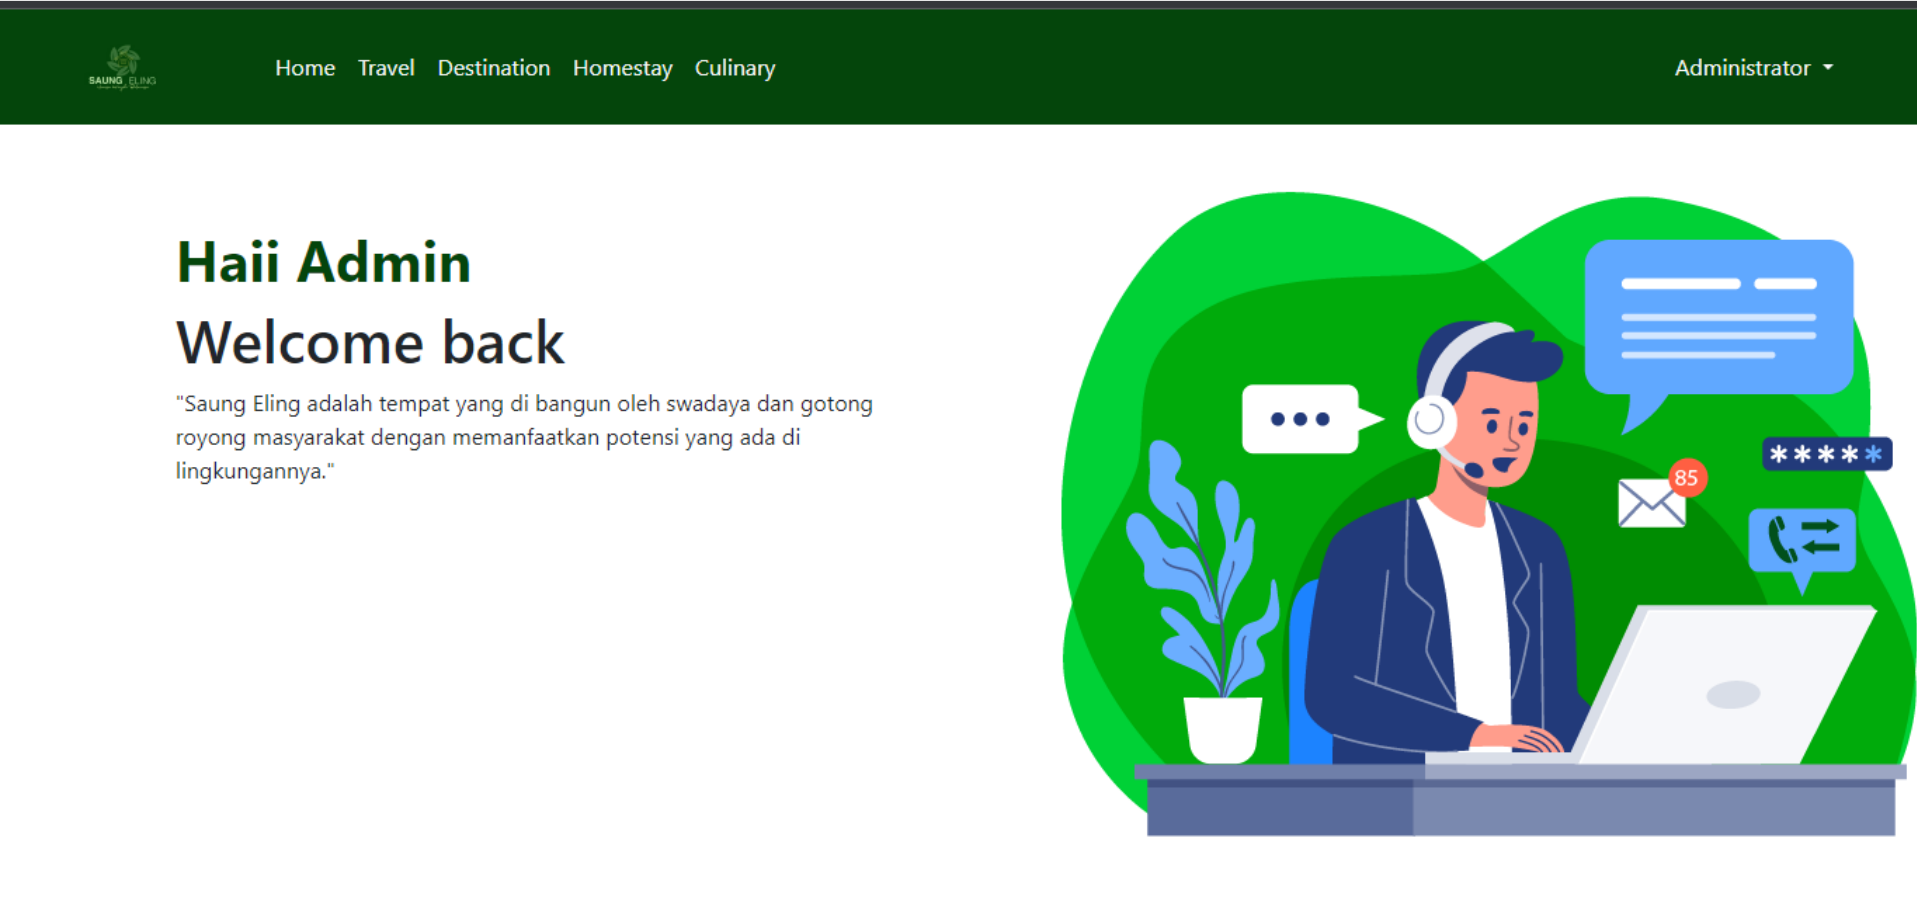 SAUNG ELING
Home Travel Destination Homestay Culinary
Administrator
Haii Admin
Welcome back
"Saung Eling adalah tempat yang di bangun oleh swadaya dan gotong
royong masyarakat dengan memanfaatkan potensi yang ada di
lingkungannya."
*****
85